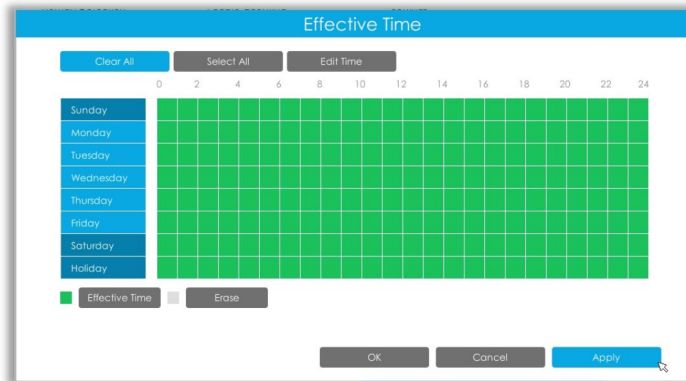 Effective Time
Clear All Select All Edit Time
0 2 4 6 8 10 12 14 16 18 20 22 24
Sunday
Monday
Tuesday
Wednesday
Thursday
Friday
Saturday
Holiday
Effective Time Erase
OK Cancel Apply